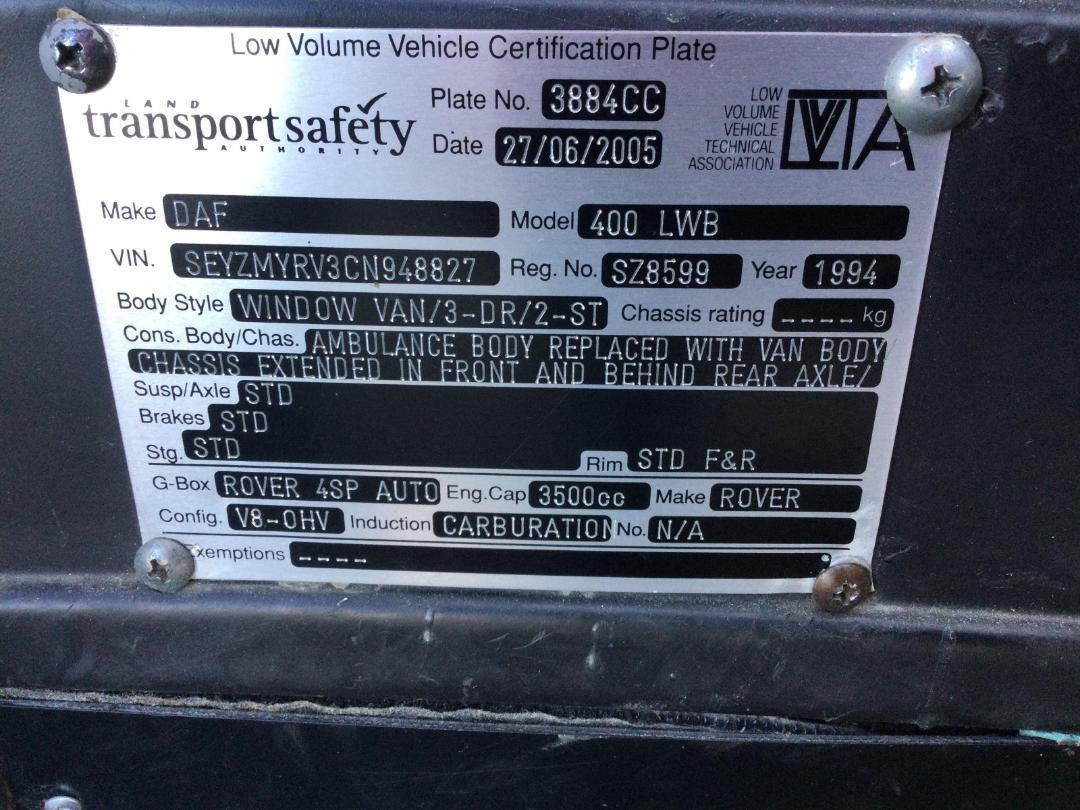 Low Volume Vehicle Certification Plate
LAND
transportsafety
AUTHORITY
Plate No. 3884CC
Date 27/06/2005
LOW
VOLUME
VEHICLE
TECHNICAL
ASSOCIATION
LVVTA
Make DAF Model 400 LWB
VIN. SEYZMYRV3CN948827 Reg. No. SZ8599 Year 1994
Body Style WINDOW VAN/3-DR/2-ST Chassis rating ---- kg
Cons. Body/Chas. AMBULANCE BODY REPLACED WITH VAN BODY/
CHASSIS EXTENDED IN FRONT AND BEHIND REAR AXLE/
Susp/Axle STD
Brakes STD
Stg. STD Rim STD F&R
G-Box ROVER 4SP AUTO Eng.Cap 3500cc Make ROVER
Config. V8-OHV Induction CARBURATION No. N/A
Exemptions ----